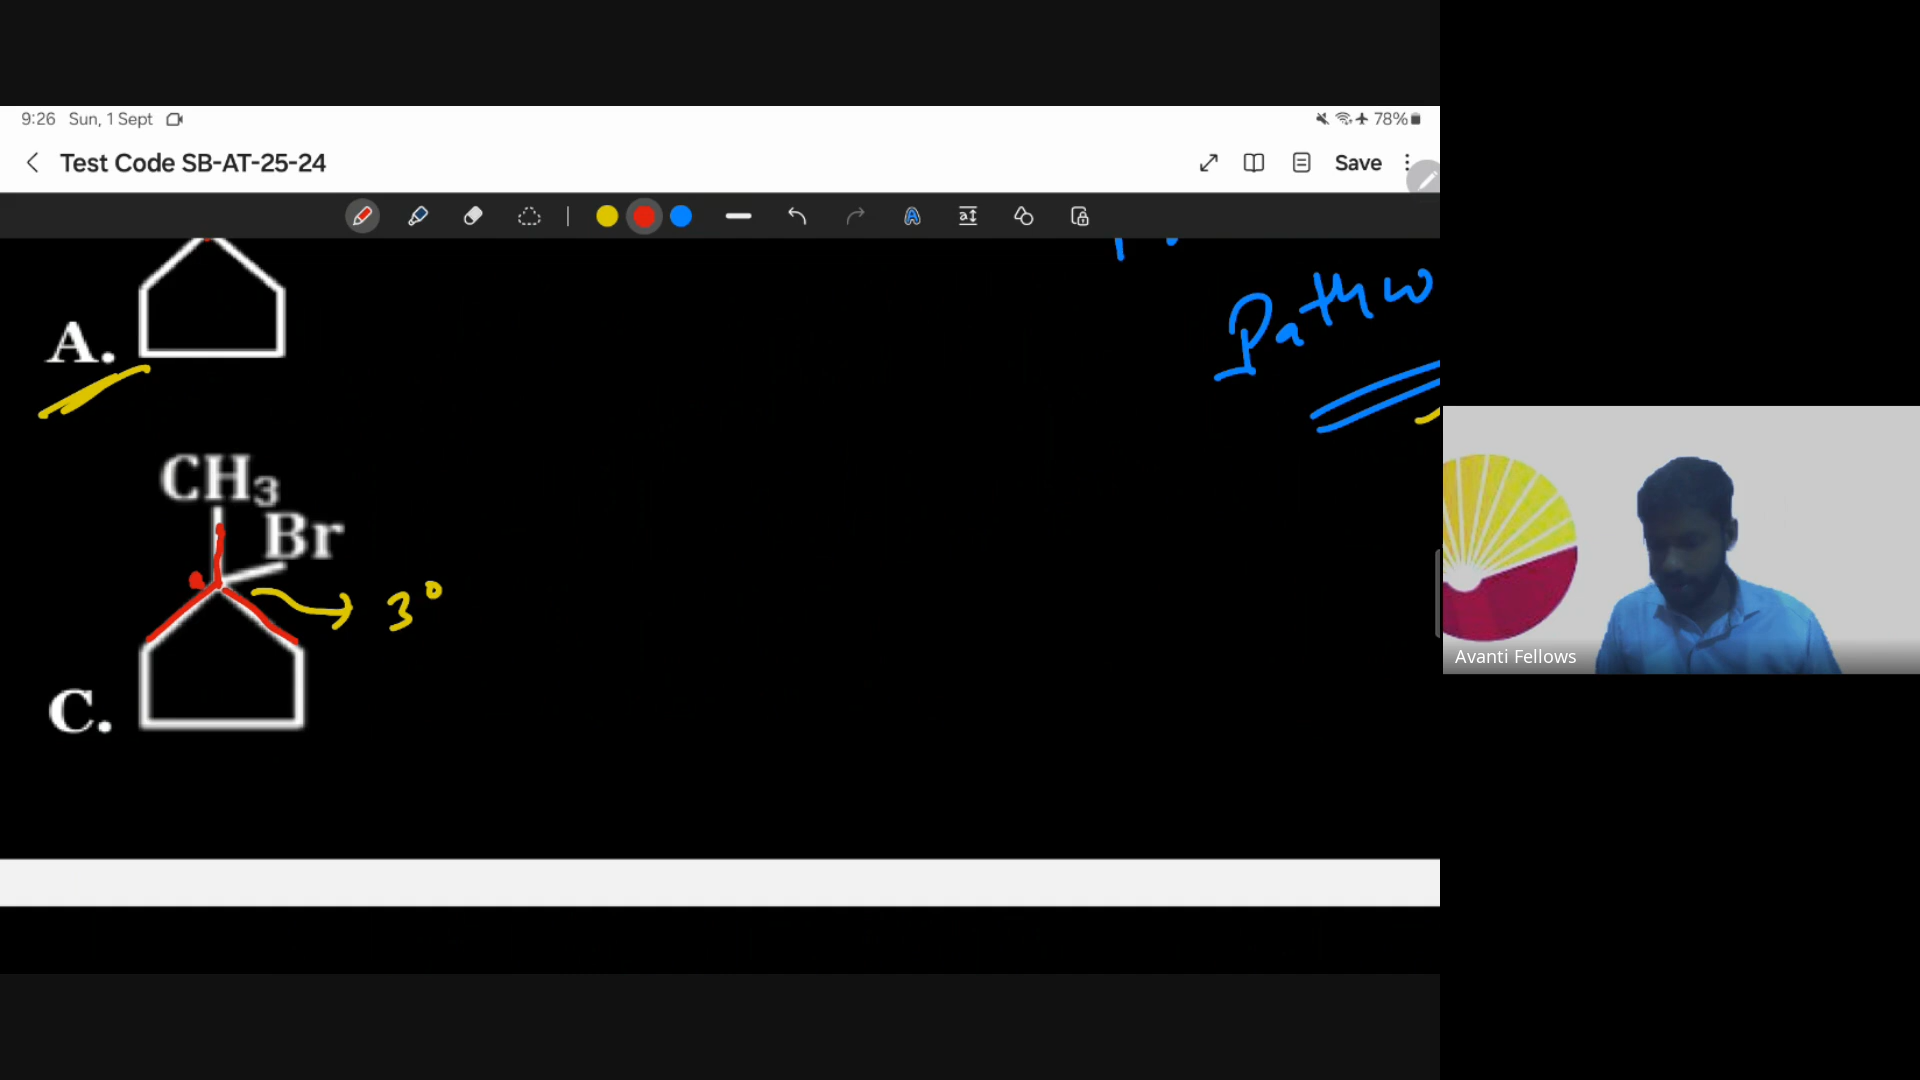 9:26 Sun, 1 Sept 78%
Test Code SB-AT-25-24 Save
Pathw
A.
CH3
Br
3°
C.
Avanti Fellows